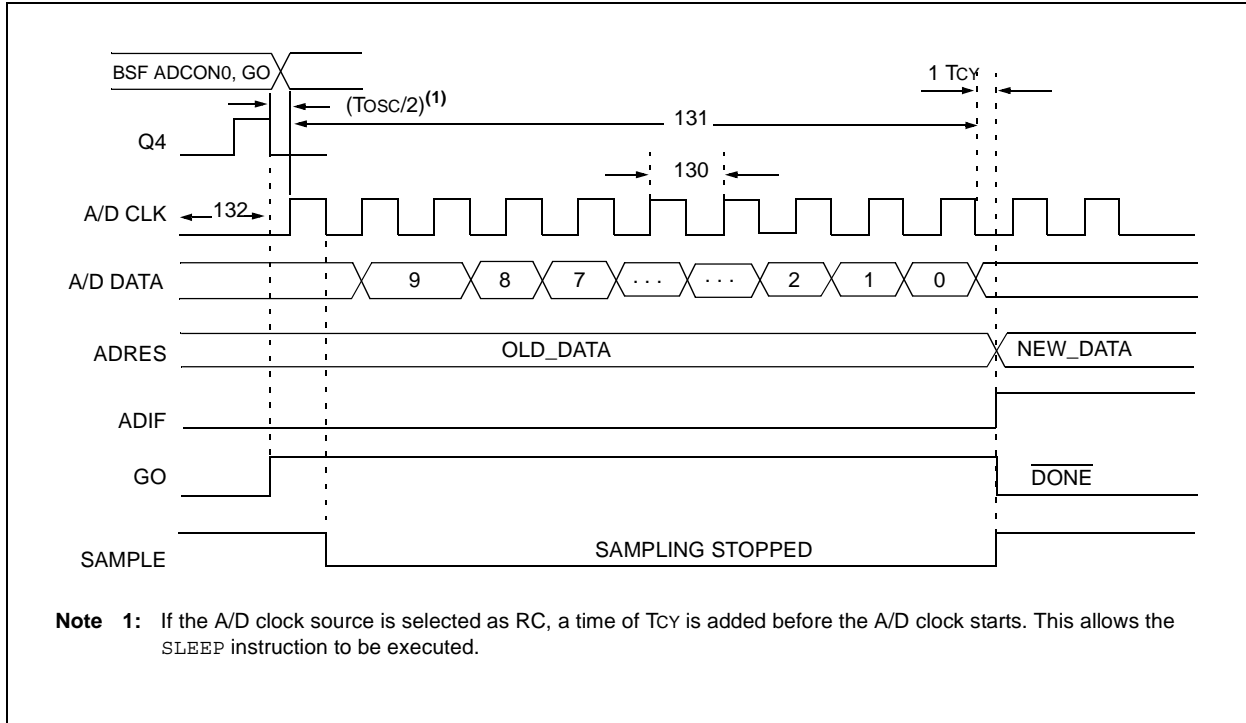 BSF ADCON0, GO
(TOSC/2)(1)
1 TCY
131
Q4
130
A/D CLK
132
A/D DATA
9 8 7 . . . . . . 2 1 0
ADRES
OLD_DATA
NEW_DATA
ADIF
GO
DONE
SAMPLE
SAMPLING STOPPED
Note 1: If the A/D clock source is selected as RC, a time of TCY is added before the A/D clock starts. This allows the
SLEEP instruction to be executed.